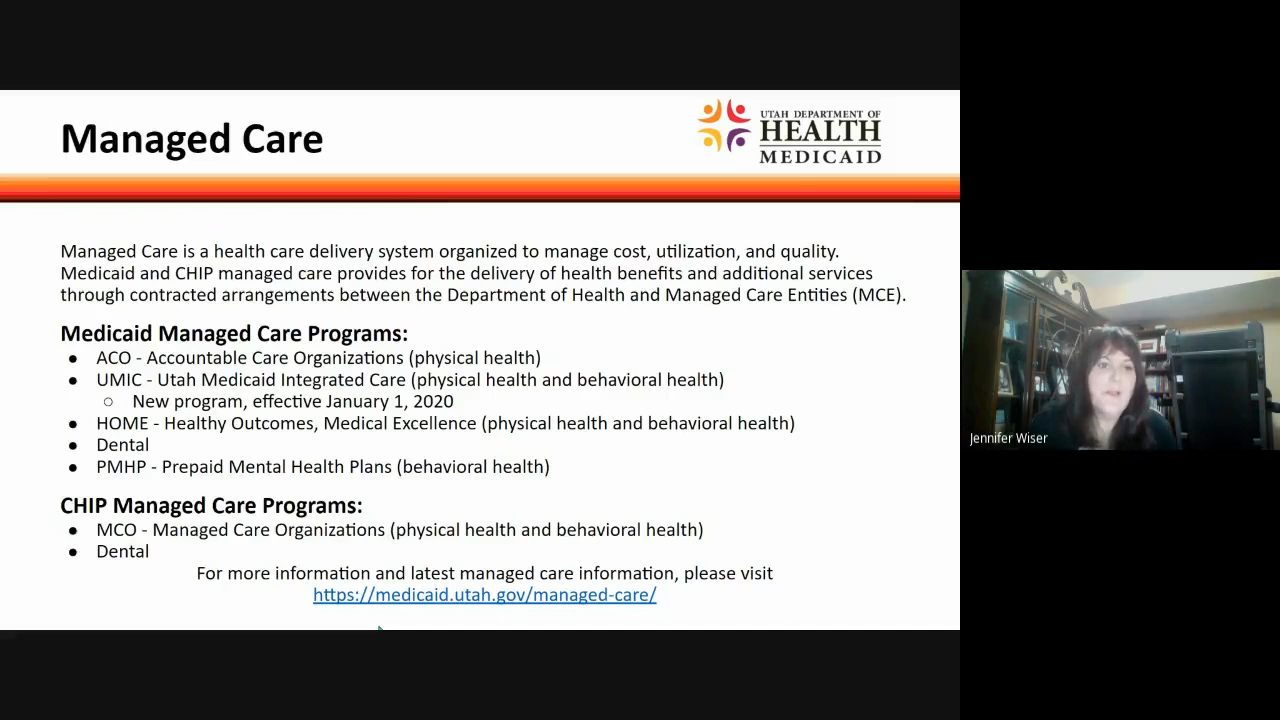 Managed Care
UTAH DEPARTMENT OF
HEALTH
MEDICAID
Managed Care is a health care delivery system organized to manage cost, utilization, and quality.
Medicaid and CHIP managed care provides for the delivery of health benefits and additional services
through contracted arrangements between the Department of Health and Managed Care Entities (MCE).
Medicaid Managed Care Programs:
● ACO - Accountable Care Organizations (physical health)
● UMIC - Utah Medicaid Integrated Care (physical health and behavioral health)
○ New program, effective January 1, 2020
● HOME - Healthy Outcomes, Medical Excellence (physical health and behavioral health)
● Dental
● PMHP - Prepaid Mental Health Plans (behavioral health)
CHIP Managed Care Programs:
● MCO - Managed Care Organizations (physical health and behavioral health)
● Dental
For more information and latest managed care information, please visit
https://medicaid.utah.gov/managed-care/
Jennifer Wiser